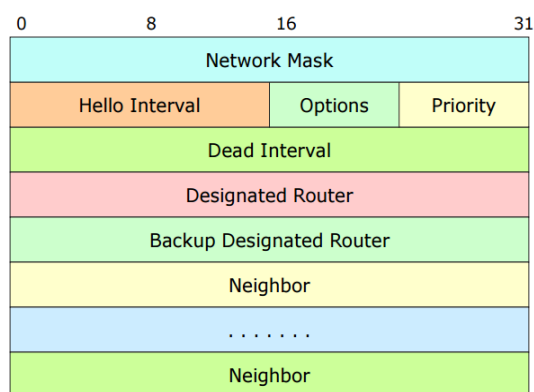 0 8 16 31
Network Mask
Hello Interval Options Priority
Dead Interval
Designated Router
Backup Designated Router
Neighbor
. . . . . . .
Neighbor